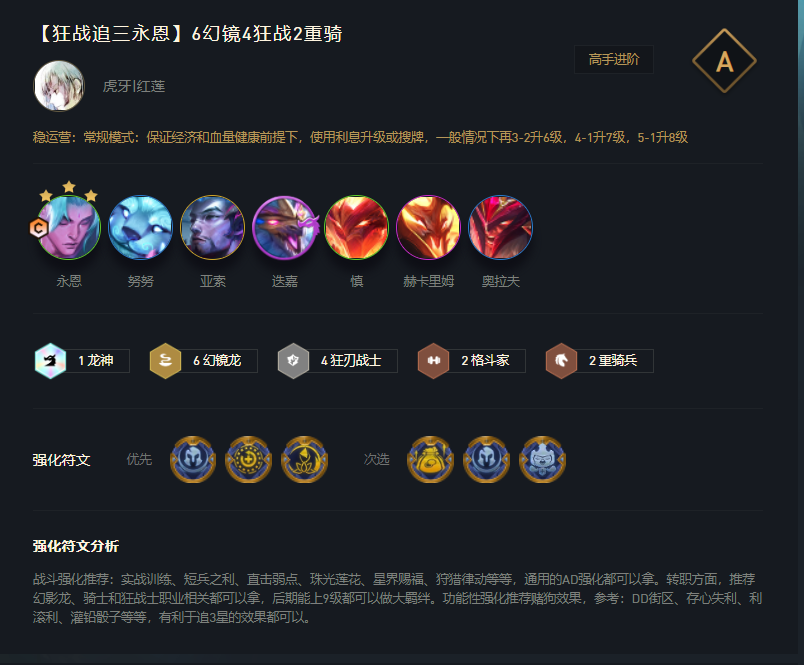 【狂战追三永恩】6幻镜4狂战2重骑
高手进阶
A
虎牙|红莲
稳运营：常规模式：保证经济和血量健康前提下，使用利息升级或搜牌，一般情况下再3-2升6级，4-1升7级，5-1升8级
C
永恩 努努 亚索 迭嘉 慎 赫卡里姆 奥拉夫
1 龙神 6 幻镜龙 4 狂刃战士 2 格斗家 2 重骑兵
强化符文 优先 次选
强化符文分析
战斗强化推荐：实战训练、短兵之利、直击弱点、珠光莲花、星界赐福、狩猎律动等等，通用的AD强化都可以拿。转职方面，推荐
幻影龙、骑士和狂战士职业相关都可以拿，后期能上9级都可以做大羁绊。功能性强化推荐赌狗效果，参考：DD街区、存心失利、利
滚利、灌铅骰子等等，有利于追3星的效果都可以。